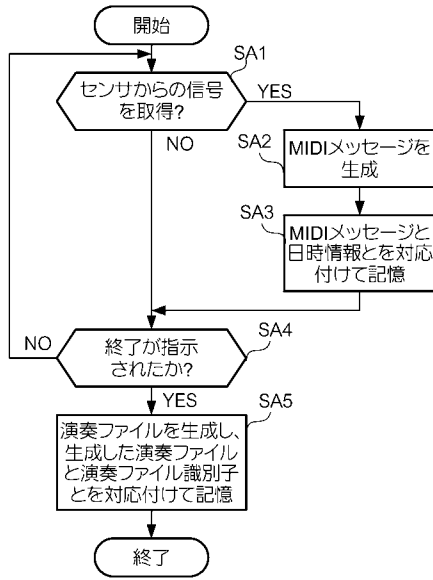 開始
SA1
センサからの信号
を取得?
YES
NO
SA2
MIDIメッセージを
生成
SA3
MIDIメッセージと
日時情報とを対応
付けて記憶
NO
SA4
終了が指示
されたか?
YES
SA5
演奏ファイルを生成し、
生成した演奏ファイル
と演奏ファイル識別子
とを対応付けて記憶
終了